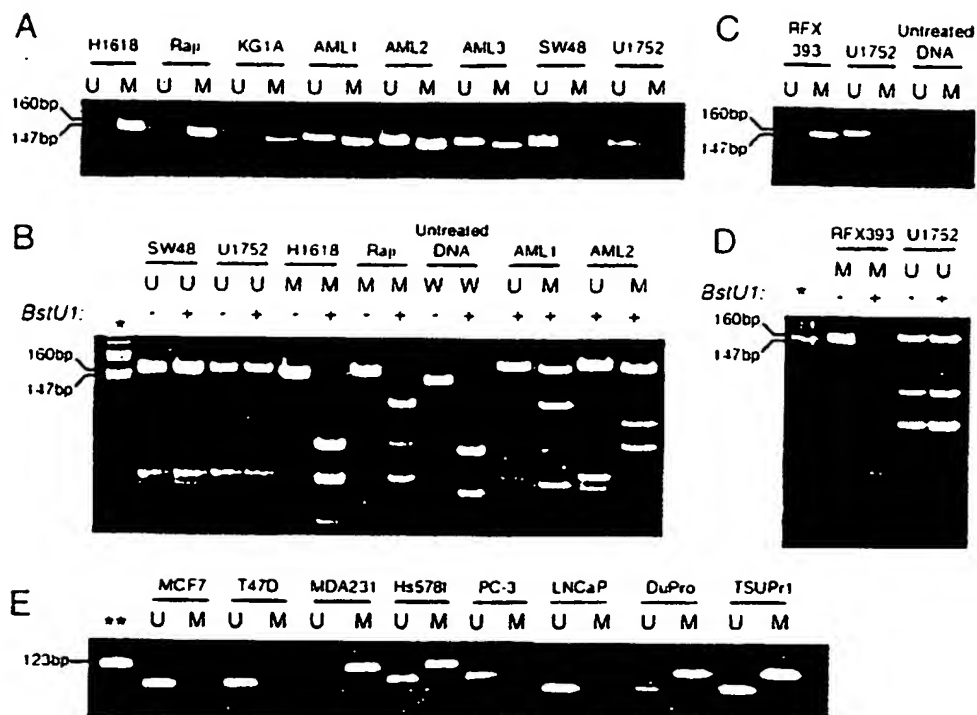 A
H1618 Raji KG1A AML1 AML2 AML3 SW48 U1752
U M U M U M U M U M U M U M U M
160bp
147bp
C
RFX 393 U1752 Untreated DNA
U M U M U M
160bp
147bp
B
SW48 U1752 H1618 Raji Untreated DNA AML1 AML2
U U U U M M M M W W U M U M
BstU1: - + - + - + - + - + + + + +
*
160bp
147bp
D
RFX393 U1752
M M U U
BstU1: * - + - +
160bp
147bp
E
MCF7 T47D MDA231 Hs578t PC-3 LNCaP DuPro TSUPr1
** U M U M U M U M U M U M U M U M
123bp